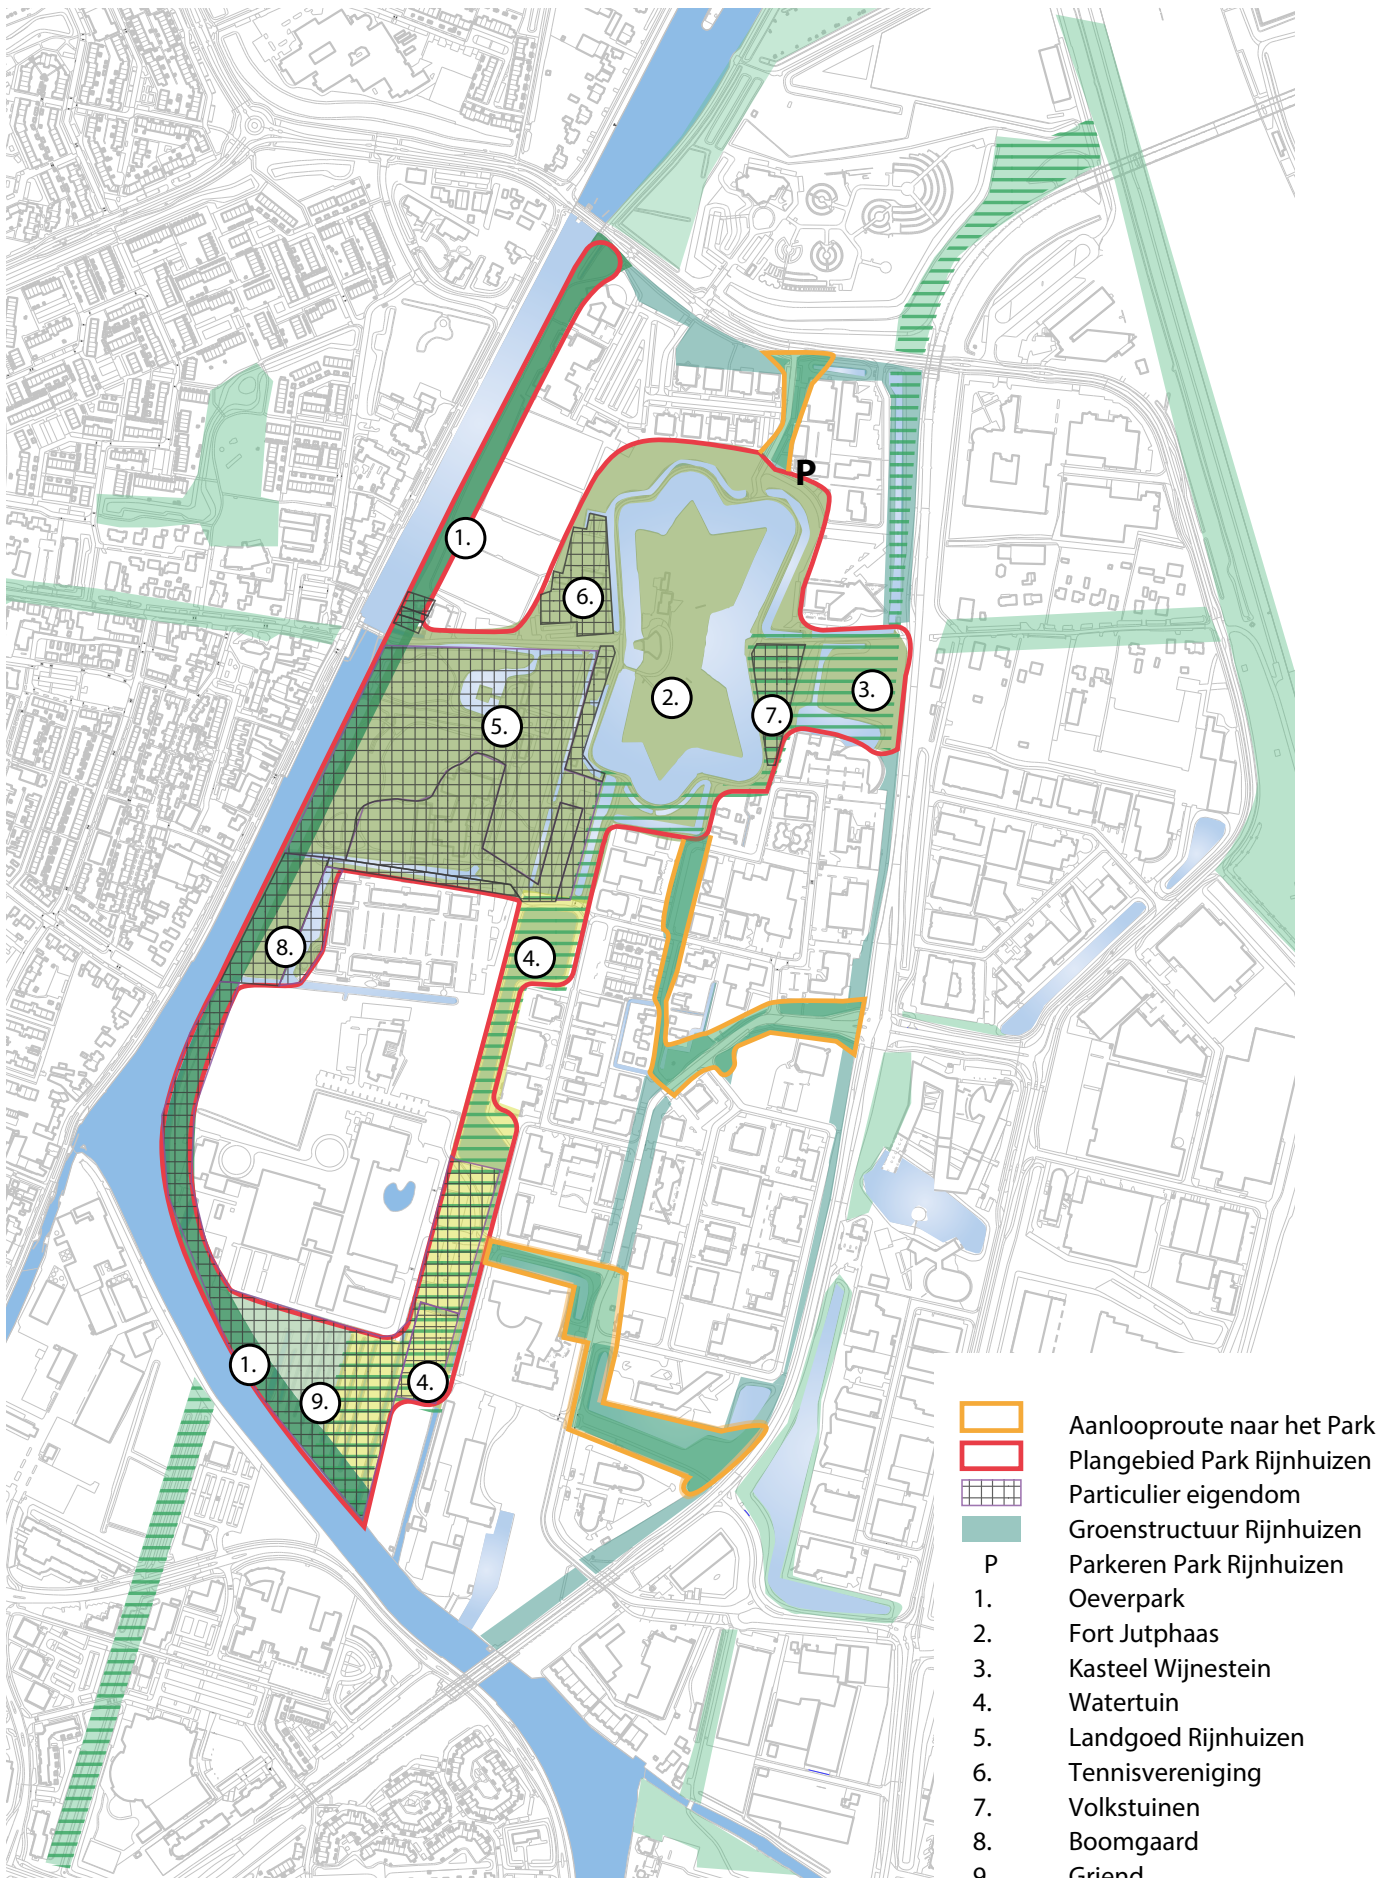 P
1.
6.
2.
3.
7.
5.
8.
4.
1.
4.
9.
Aanlooproute naar het Park
Plangebied Park Rijnhuizen
Particulier eigendom
Groenstructuur Rijnhuizen
P Parkeren Park Rijnhuizen
1. Oeverpark
2. Fort Jutphaas
3. Kasteel Wijnestein
4. Watertuin
5. Landgoed Rijnhuizen
6. Tennisvereniging
7. Volkstuinen
8. Boomgaard
9. Griend